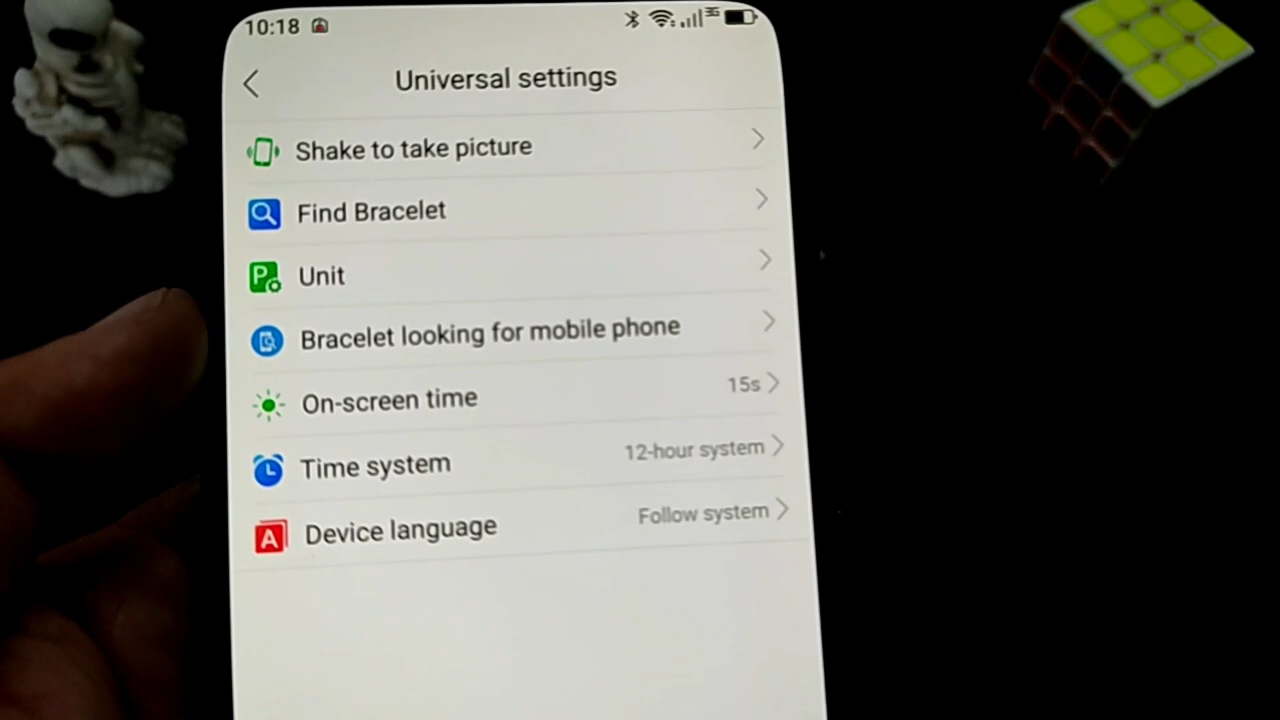 10:18
Universal settings
Shake to take picture
Find Bracelet
Unit
Bracelet looking for mobile phone
On-screen time 15s
Time system 12-hour system
Device language Follow system